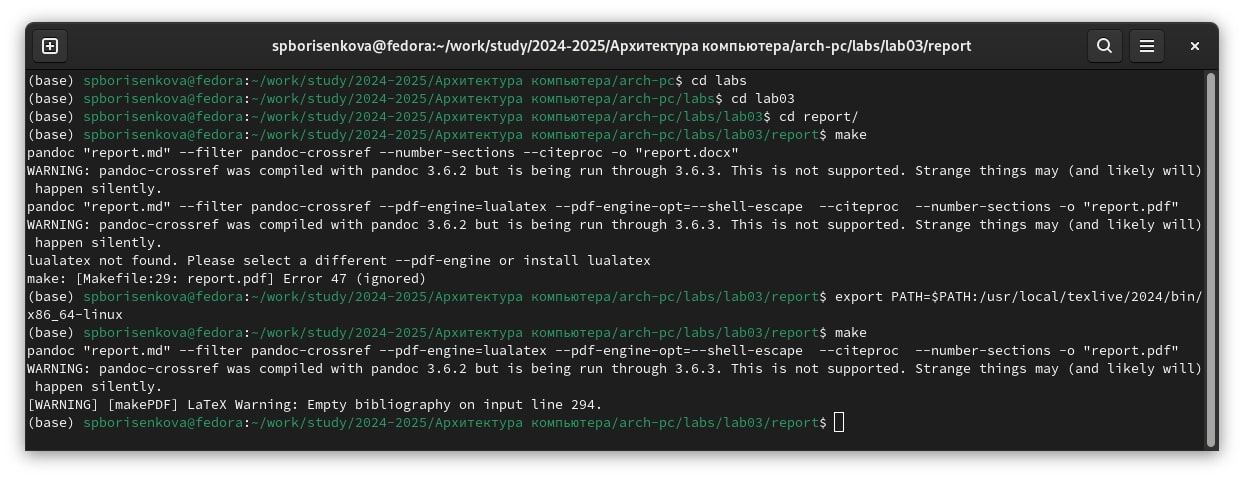 spborisenkova@fedora:~/work/study/2024-2025/Архитектура компьютера/arch-pc/labs/lab03/report
(base) spborisenkova@fedora:~/work/study/2024-2025/Архитектура компьютера/arch-pc$ cd labs
(base) spborisenkova@fedora:~/work/study/2024-2025/Архитектура компьютера/arch-pc/labs$ cd lab03
(base) spborisenkova@fedora:~/work/study/2024-2025/Архитектура компьютера/arch-pc/labs/lab03$ cd report/
(base) spborisenkova@fedora:~/work/study/2024-2025/Архитектура компьютера/arch-pc/labs/lab03/report$ make
pandoc "report.md" --filter pandoc-crossref --number-sections --citeproc -o "report.docx"
WARNING: pandoc-crossref was compiled with pandoc 3.6.2 but is being run through 3.6.3. This is not supported. Strange things may (and likely will)
 happen silently.
pandoc "report.md" --filter pandoc-crossref --pdf-engine=lualatex --pdf-engine-opt=--shell-escape  --citeproc  --number-sections -o "report.pdf"
WARNING: pandoc-crossref was compiled with pandoc 3.6.2 but is being run through 3.6.3. This is not supported. Strange things may (and likely will)
 happen silently.
lualatex not found. Please select a different --pdf-engine or install lualatex
make: [Makefile:29: report.pdf] Error 47 (ignored)
(base) spborisenkova@fedora:~/work/study/2024-2025/Архитектура компьютера/arch-pc/labs/lab03/report$ export PATH=$PATH:/usr/local/texlive/2024/bin/
x86_64-linux
(base) spborisenkova@fedora:~/work/study/2024-2025/Архитектура компьютера/arch-pc/labs/lab03/report$ make
pandoc "report.md" --filter pandoc-crossref --pdf-engine=lualatex --pdf-engine-opt=--shell-escape  --citeproc  --number-sections -o "report.pdf"
WARNING: pandoc-crossref was compiled with pandoc 3.6.2 but is being run through 3.6.3. This is not supported. Strange things may (and likely will)
 happen silently.
[WARNING] [makePDF] LaTeX Warning: Empty bibliography on input line 294.
(base) spborisenkova@fedora:~/work/study/2024-2025/Архитектура компьютера/arch-pc/labs/lab03/report$